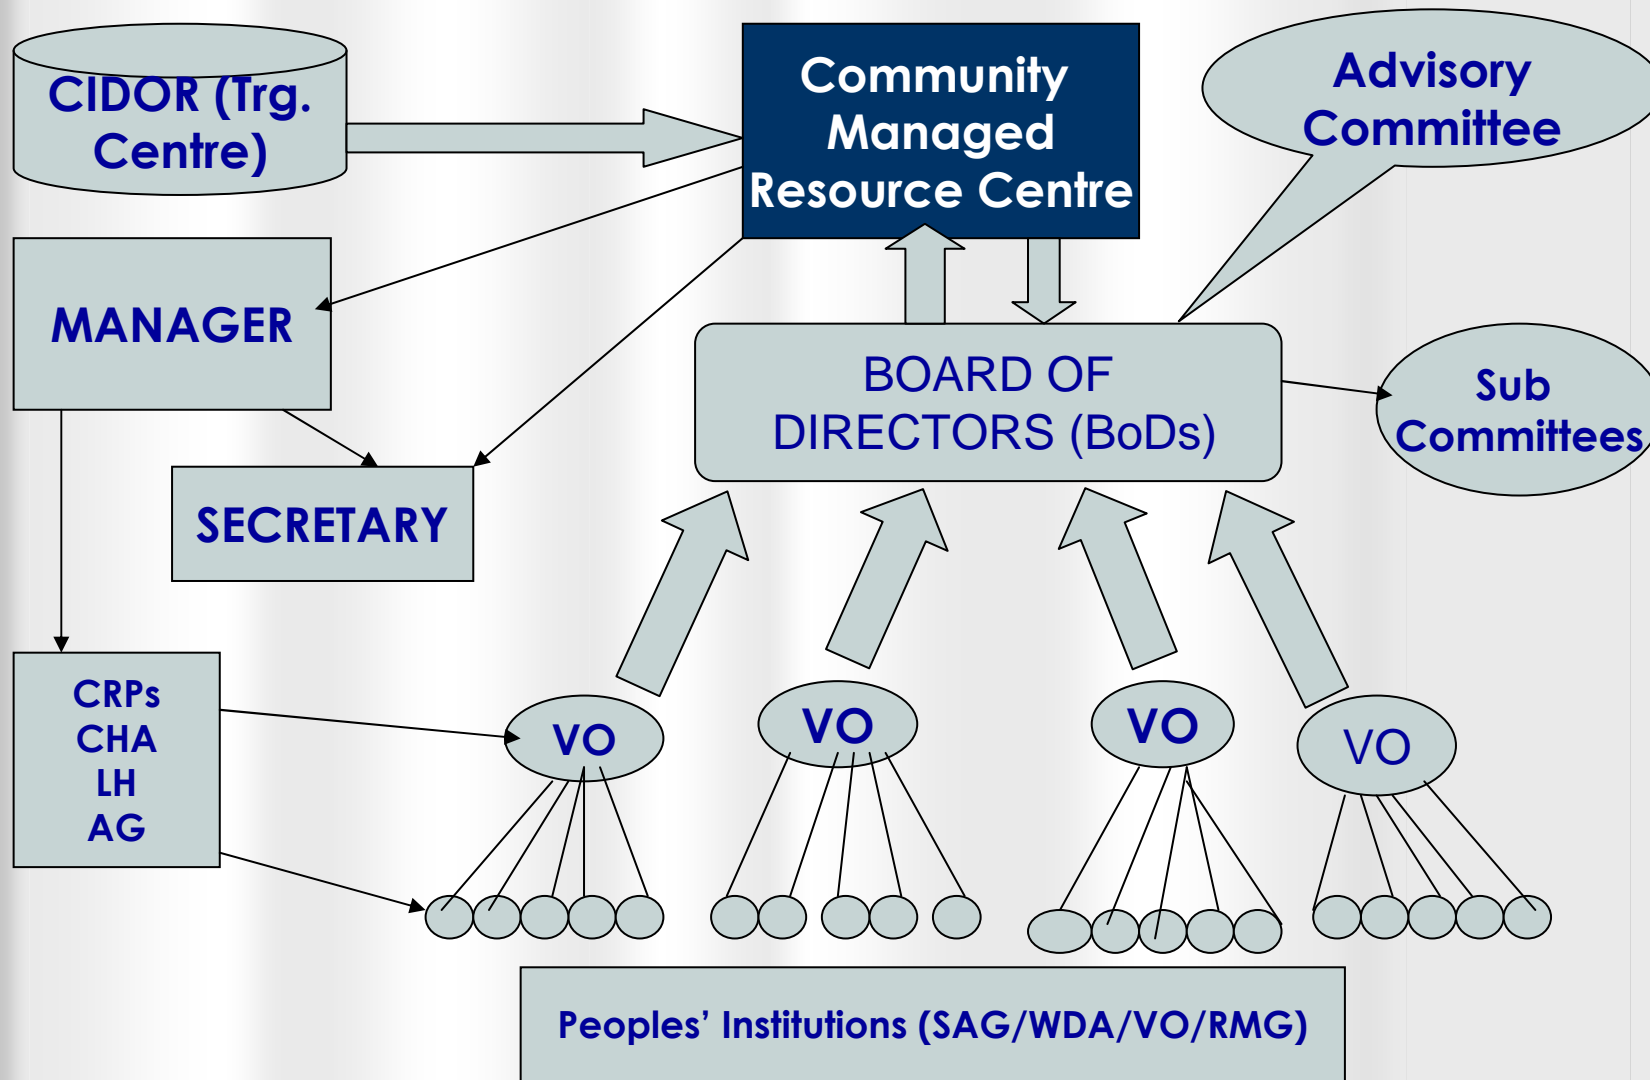 CIDOR (Trg.
Centre)
Community
Managed
Resource Centre
Advisory
Committee
MANAGER
BOARD OF
DIRECTORS (BoDs)
Sub
Committees
SECRETARY
CRPs
CHA
LH
AG
VO
VO
VO
VO
Peoples’ Institutions (SAG/WDA/VO/RMG)